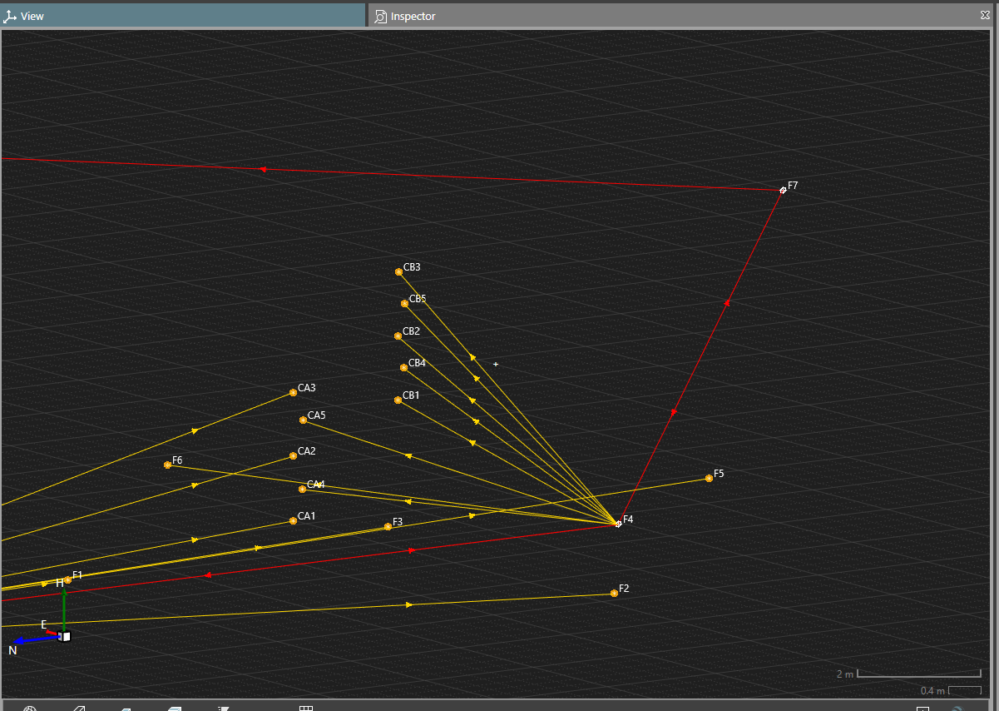 View
Inspector
F7
CB3
CB5
CB2
CB4
CA3
CB1
CA5
CA2
F6
F5
CA4
CA1
F4
F3
F1
H
F2
E
N
2 m
0.4 m